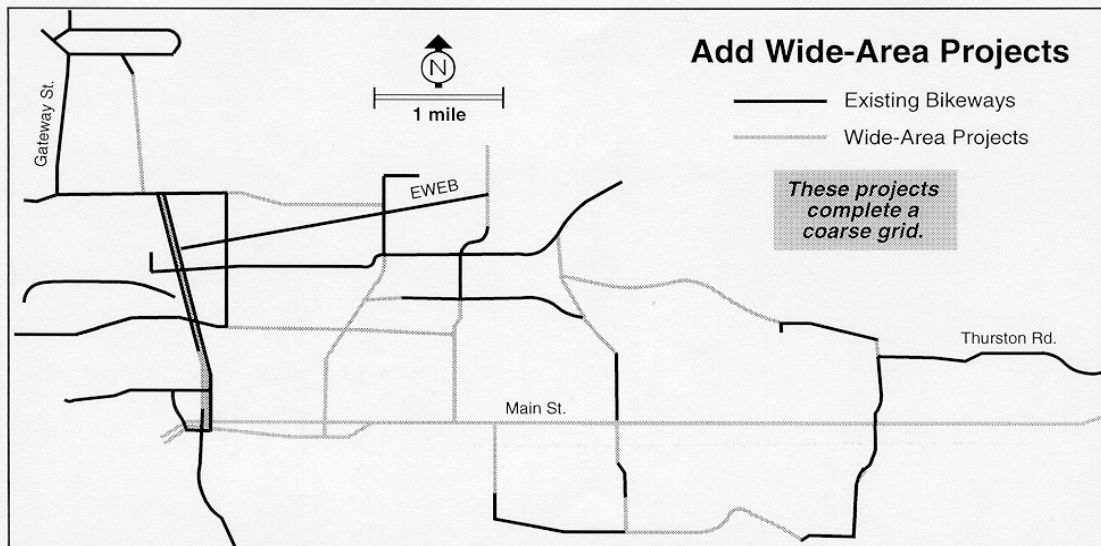 Add Wide-Area Projects
Existing Bikeways
Wide-Area Projects
These projects
complete a
coarse grid.
N
1 mile
Gateway St.
EWEB
Thurston Rd.
Main St.